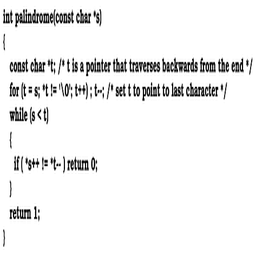 int palindrome(const char *s)
{
const char *t; /* t is a pointer that traverses backwards from the end */
for (t = s; *t != '\0'; t++) ; t--; /* set t to point to last character */
while (s < t)
{
if ( *s++ != *t-- ) return 0;
}
return 1;
}